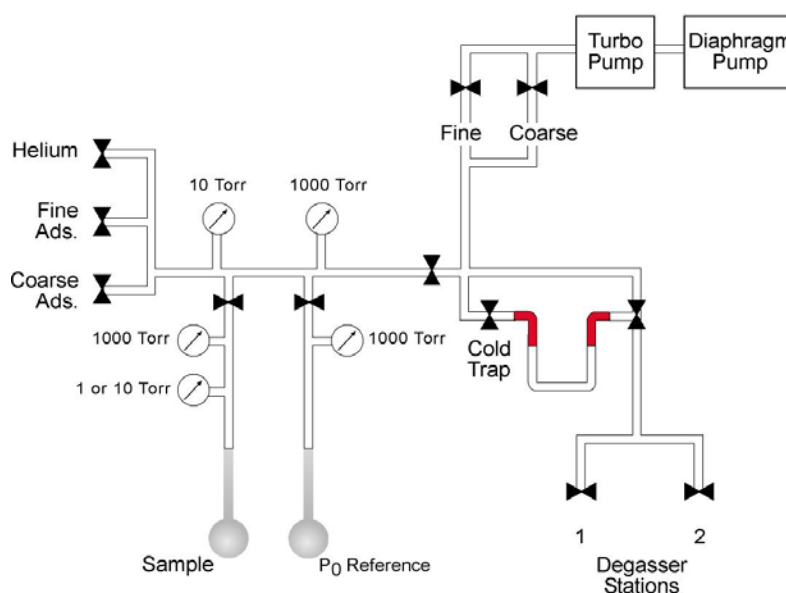 Turbo
Pump
Diaphragm
Pump
Fine
Coarse
Helium
10 Torr
1000 Torr
Fine
Ads.
Coarse
Ads.
1000 Torr
1000 Torr
Cold
Trap
1 or 10 Torr
1
2
Sample
P0 Reference
Degasser
Stations